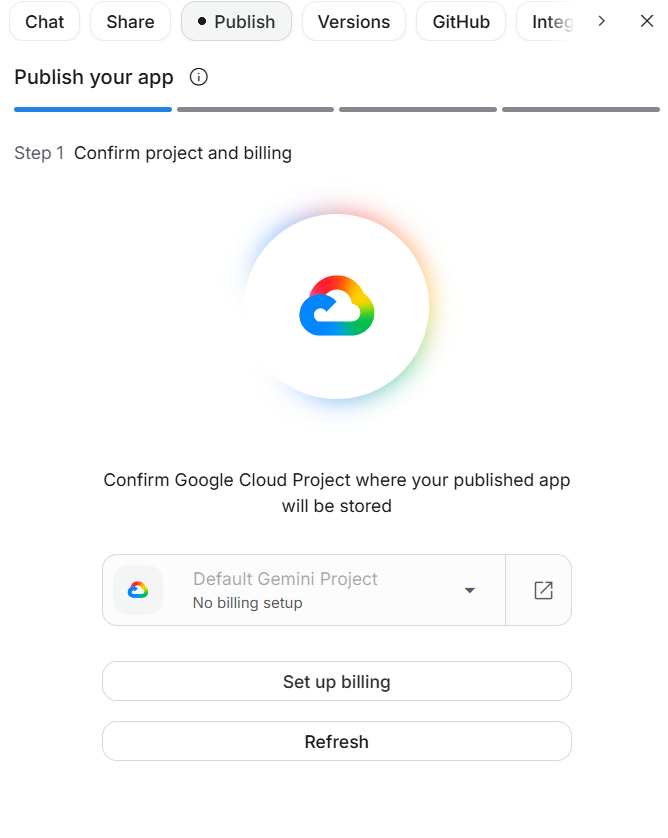 Chat Share Publish Versions GitHub Integ
Publish your app
Step 1 Confirm project and billing
Confirm Google Cloud Project where your published app
will be stored
Default Gemini Project
No billing setup
Set up billing
Refresh